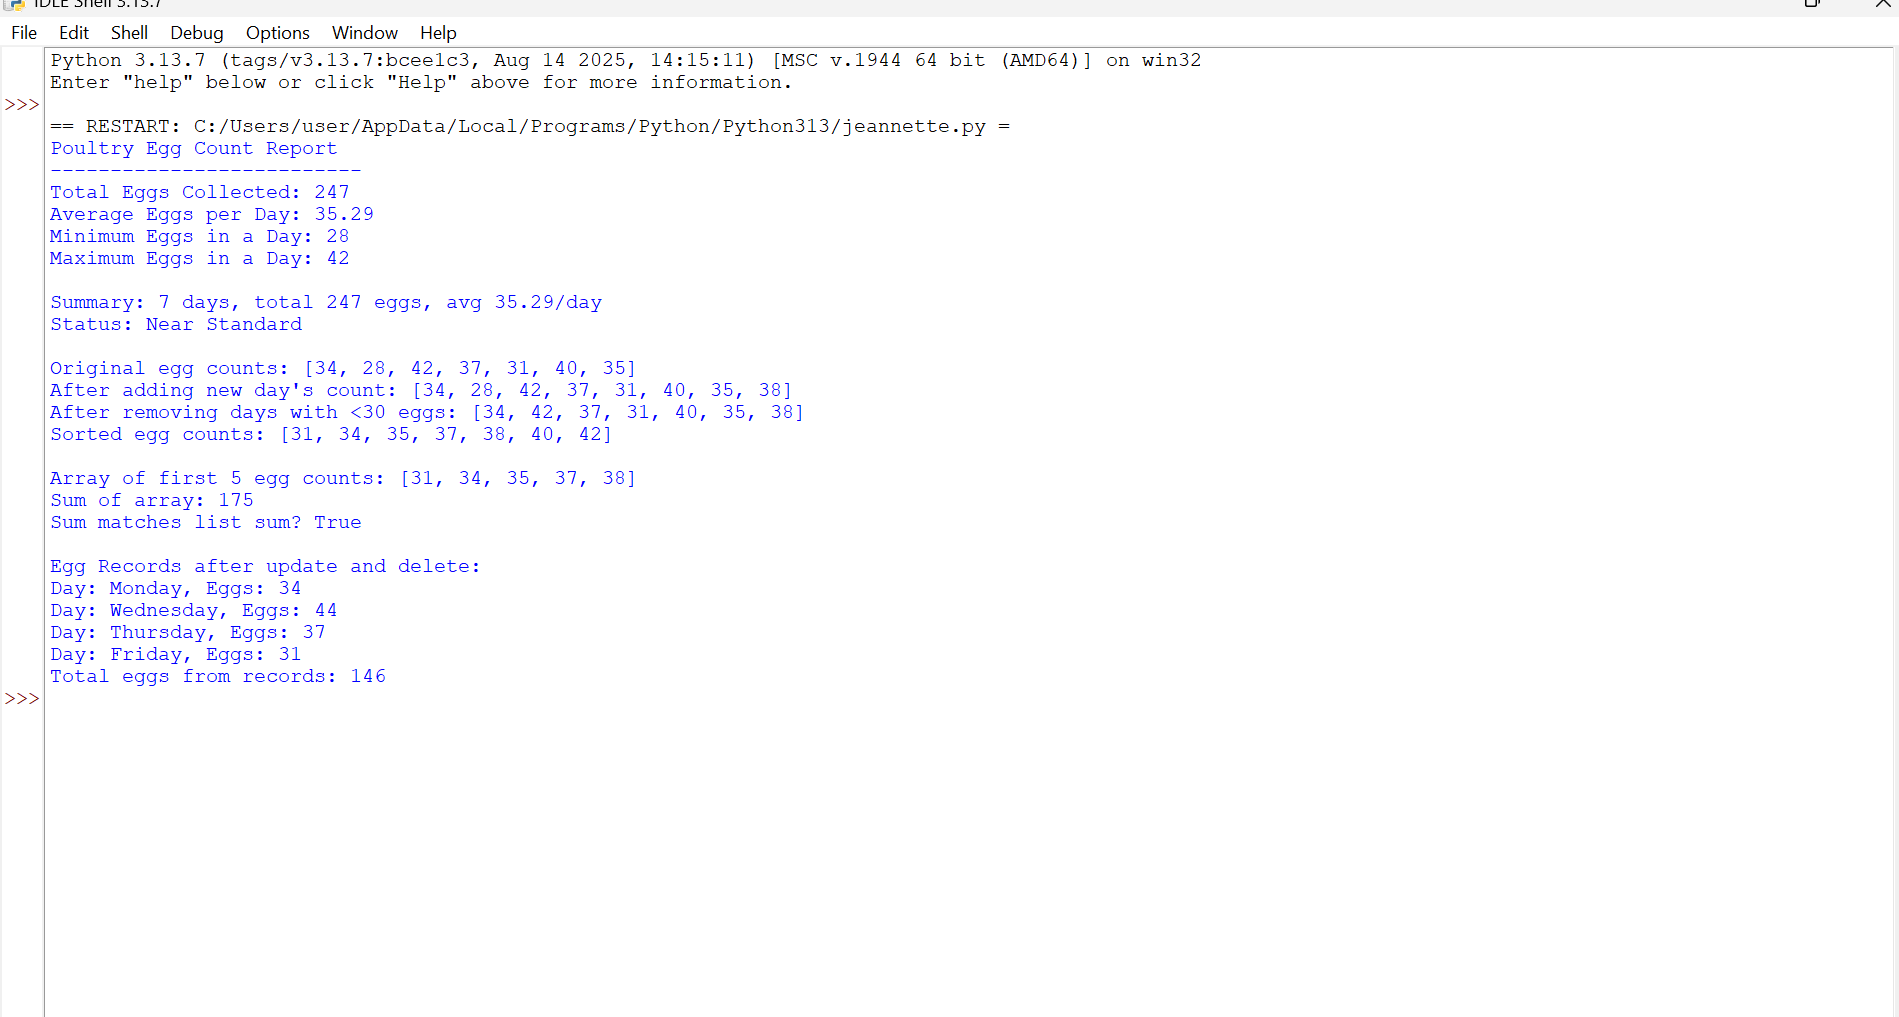 IDLE Shell 3.13.7
File Edit Shell Debug Options Window Help
Python 3.13.7 (tags/v3.13.7:bcee1c3, Aug 14 2025, 14:15:11) [MSC v.1944 64 bit (AMD64)] on win32
Enter "help" below or click "Help" above for more information.
>>>
== RESTART: C:/Users/user/AppData/Local/Programs/Python/Python313/jeannette.py =
Poultry Egg Count Report
--------------------------
Total Eggs Collected: 247
Average Eggs per Day: 35.29
Minimum Eggs in a Day: 28
Maximum Eggs in a Day: 42
Summary: 7 days, total 247 eggs, avg 35.29/day
Status: Near Standard
Original egg counts: [34, 28, 42, 37, 31, 40, 35]
After adding new day's count: [34, 28, 42, 37, 31, 40, 35, 38]
After removing days with <30 eggs: [34, 42, 37, 31, 40, 35, 38]
Sorted egg counts: [31, 34, 35, 37, 38, 40, 42]
Array of first 5 egg counts: [31, 34, 35, 37, 38]
Sum of array: 175
Sum matches list sum? True
Egg Records after update and delete:
Day: Monday, Eggs: 34
Day: Wednesday, Eggs: 44
Day: Thursday, Eggs: 37
Day: Friday, Eggs: 31
Total eggs from records: 146
>>>